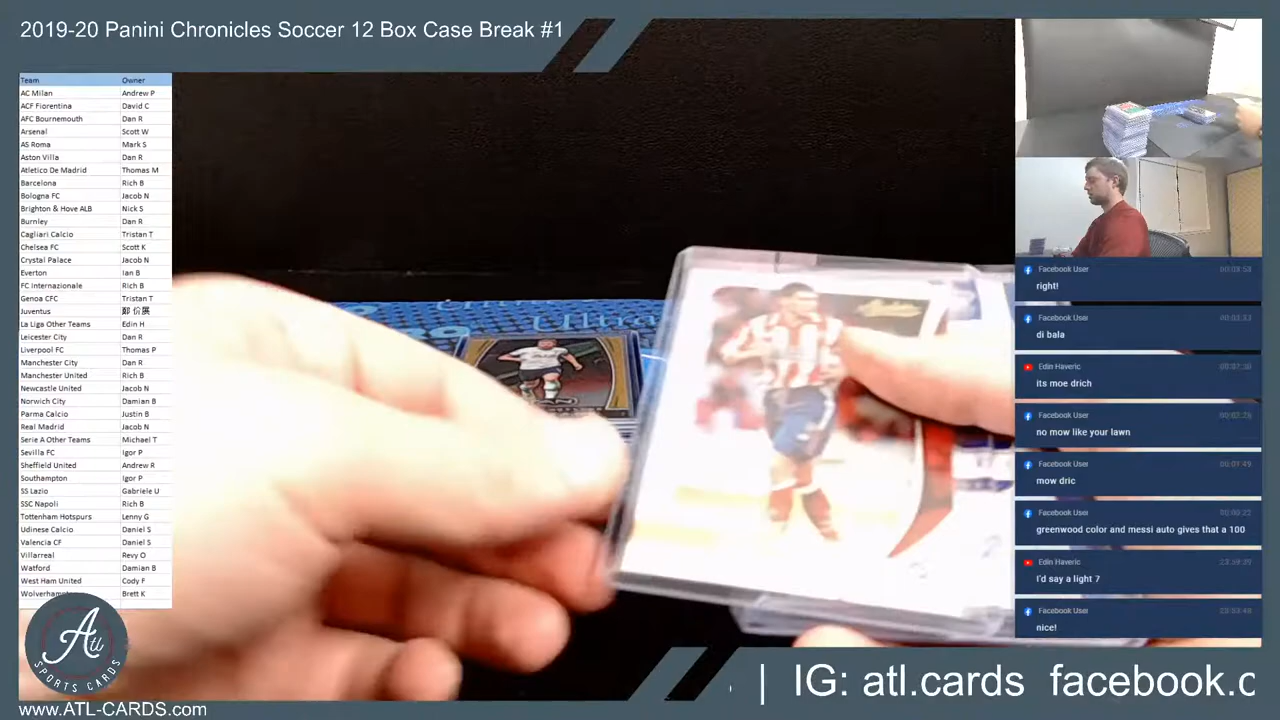 2019-20 Panini Chronicles Soccer 12 Box Case Break #1
Team Owner
AC Milan Andrew P
ACF Fiorentina David C
AFC Bournemouth Dan R
Arsenal Scott W
AS Roma Mark S
Aston Villa Dan R
Atletico De Madrid Thomas M
Barcelona Rich B
Bologna FC Jacob N
Brighton & Hove ALB Nick S
Burnley Dan R
Cagliari Calcio Tristan T
Chelsea FC Scott K
Crystal Palace Jacob N
Everton Ian B
FC Internazionale Rich B
Genoa CFC Tristan T
Juventus 鄭 份展
La Liga Other Teams Edin H
Leicester City Dan R
Liverpool FC Thomas P
Manchester City Dan R
Manchester United Rich B
Newcastle United Jacob N
Norwich City Damian B
Parma Calcio Justin B
Real Madrid Jacob N
Serie A Other Teams Michael T
Sevilla FC Igor P
Sheffield United Andrew R
Southampton Igor P
SS Lazio Gabriele U
SSC Napoli Rich B
Tottenham Hotspurs Lenny G
Udinese Calcio Daniel S
Valencia CF Daniel S
Villarreal Revy O
Watford Damian B
West Ham United Cody F
Wolverhamp Brett K
Atl
SPORTS CARDS
www.ATL-CARDS.com
Facebook User
right!
Facebook User
di bala
Edin Haveric
its moe drich
Facebook User
no mow like your lawn
Facebook User
mow dric
Facebook User
greenwood color and messi auto gives that a 100
Edin Haveric
I'd say a light 7
Facebook User
nice!
| IG: atl.cards facebook.c